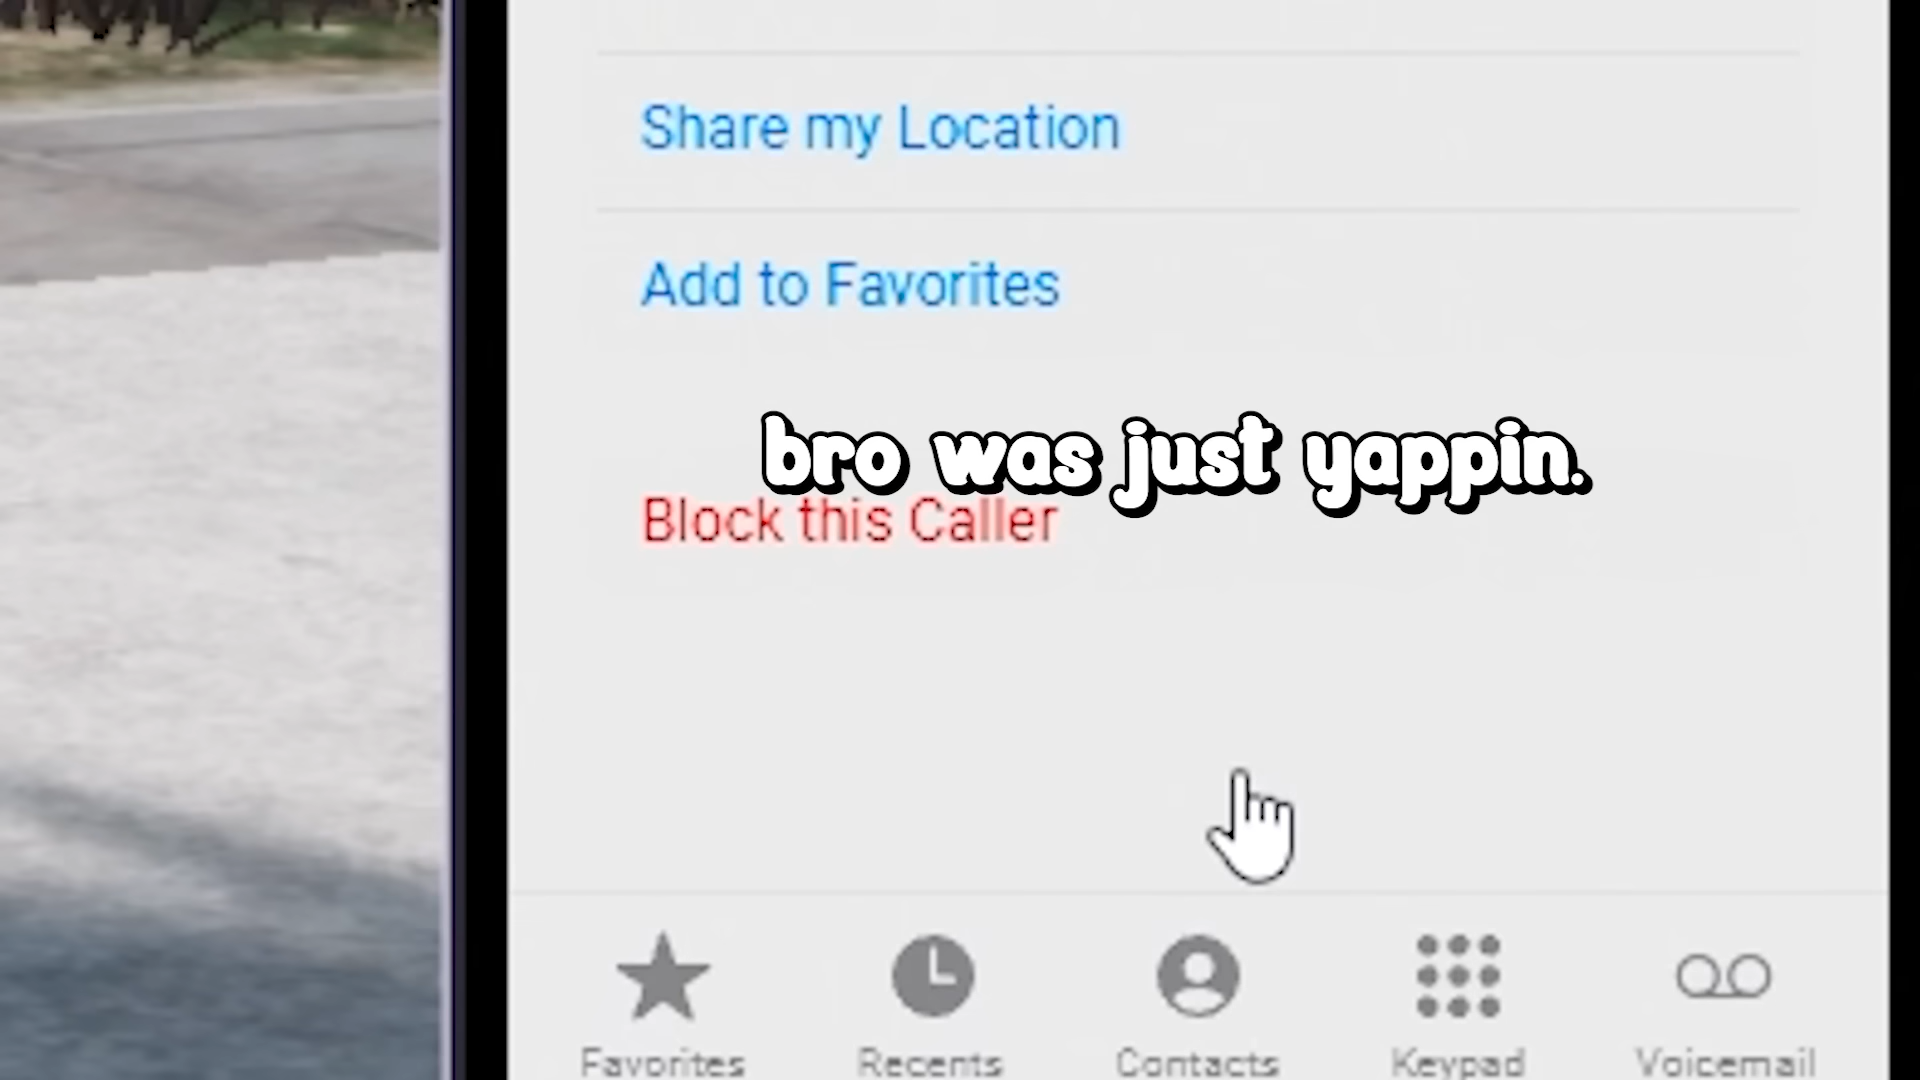 Share my Location
Add to Favorites
bro was just yappin.
Block this Caller
Favorites Recents Contacts Keypad Voicemail